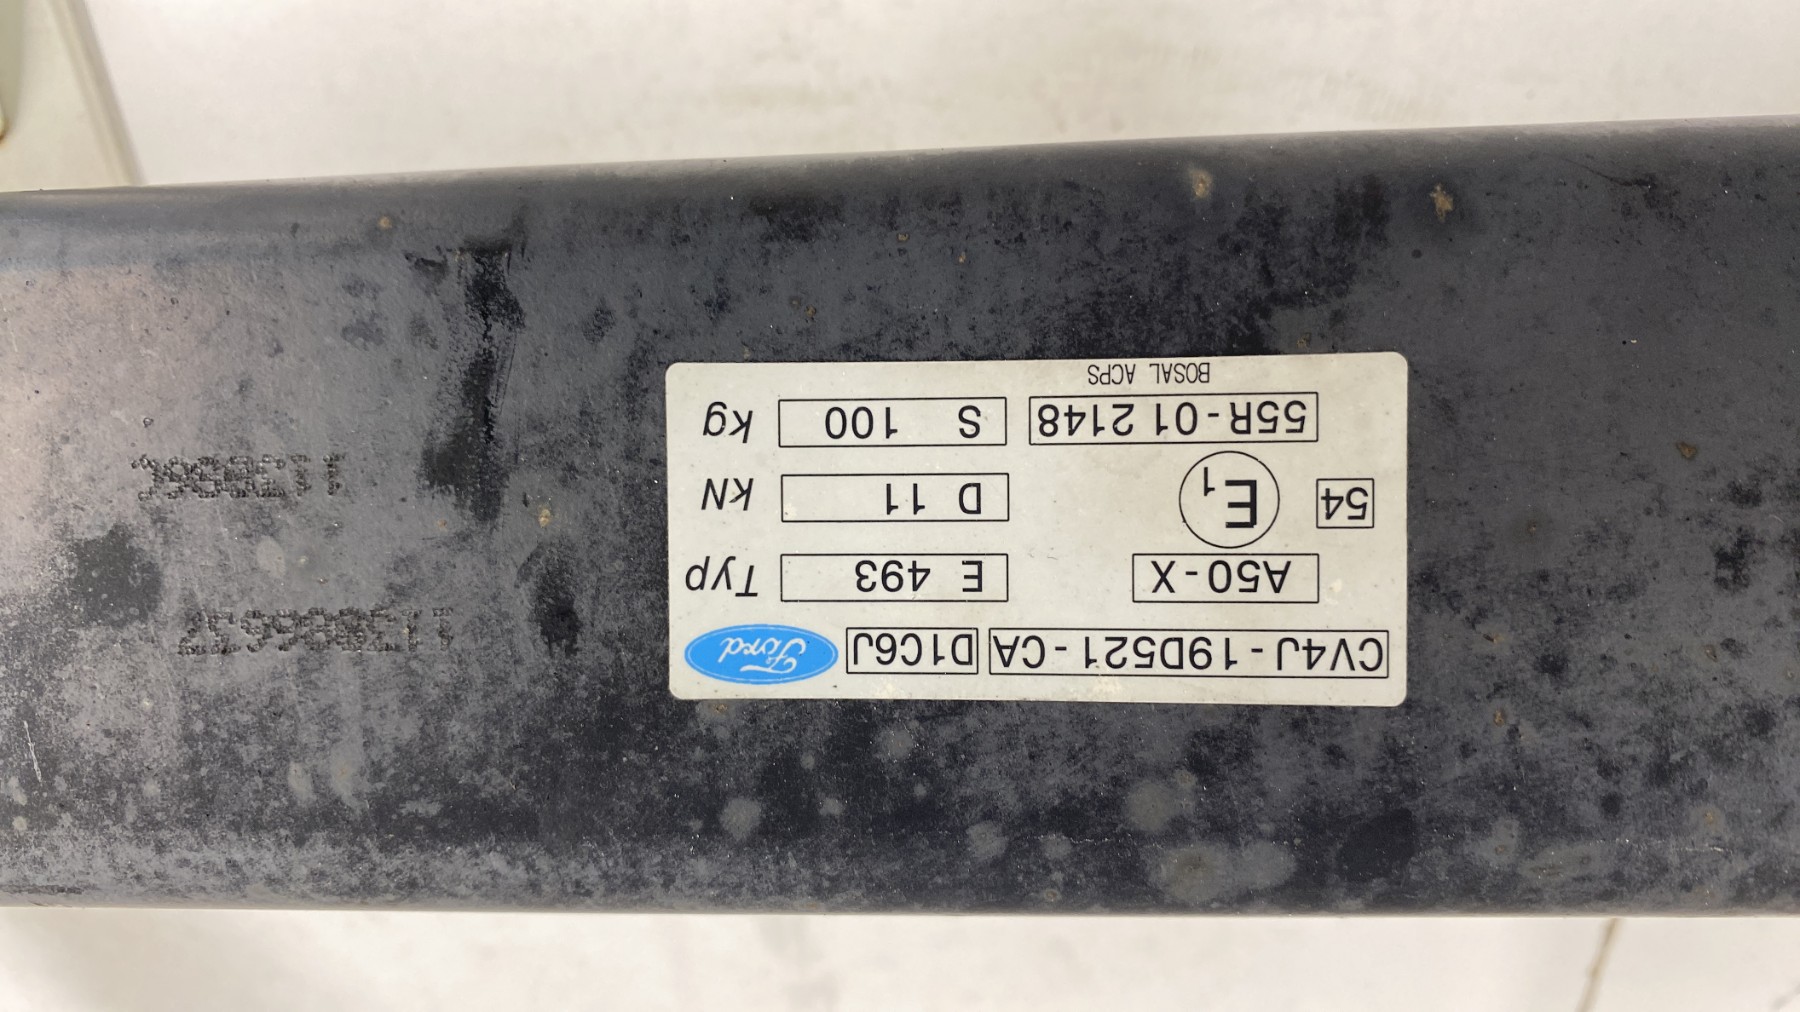 CV4J-19D521-CA D1C6J Ford
A50-X E 493 Typ
54 E1 D 11 kN
55R-01 2148 S 100 kg
BOSAL ACPS